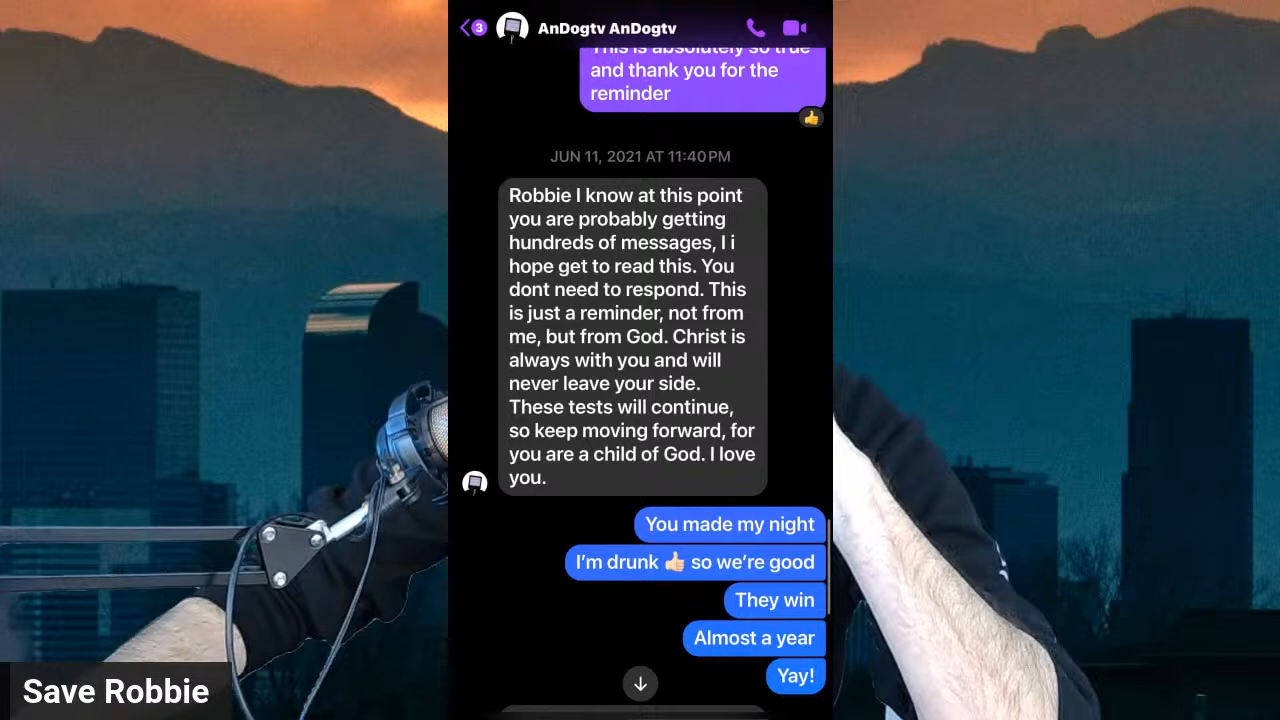 3
AnDogtv AnDogtv
This is absolutely so true
and thank you for the
reminder
JUN 11, 2021 AT 11:40 PM
Robbie I know at this point
you are probably getting
hundreds of messages, I i
hope get to read this. You
dont need to respond. This
is just a reminder, not from
me, but from God. Christ is
always with you and will
never leave your side.
These tests will continue,
so keep moving forward, for
you are a child of God. I love
you.
You made my night
I'm drunk 👍🏻 so we're good
They win
Almost a year
Yay!
Save Robbie